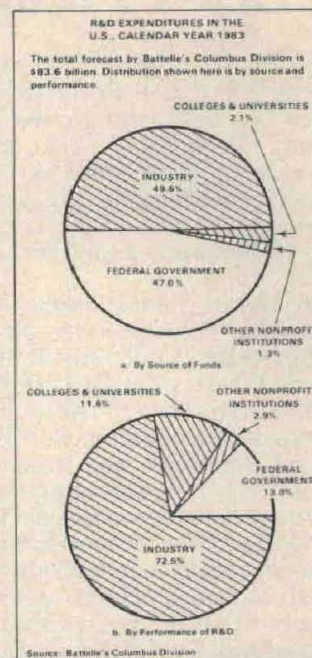 R&D EXPENDITURES IN THE
U.S., CALENDAR YEAR 1983
The total forecast by Battelle's Columbus Division is
$83.6 billion. Distribution shown here is by source and
performance.
COLLEGES & UNIVERSITIES
2.1%
INDUSTRY
49.6%
FEDERAL GOVERNMENT
47.0%
OTHER NONPROFIT
INSTITUTIONS
1.3%
a. By Source of Funds
COLLEGES & UNIVERSITIES
11.6%
OTHER NONPROFIT
INSTITUTIONS
2.9%
FEDERAL
GOVERNMENT
13.0%
INDUSTRY
72.5%
b. By Performance of R&D
Source: Battelle's Columbus Division